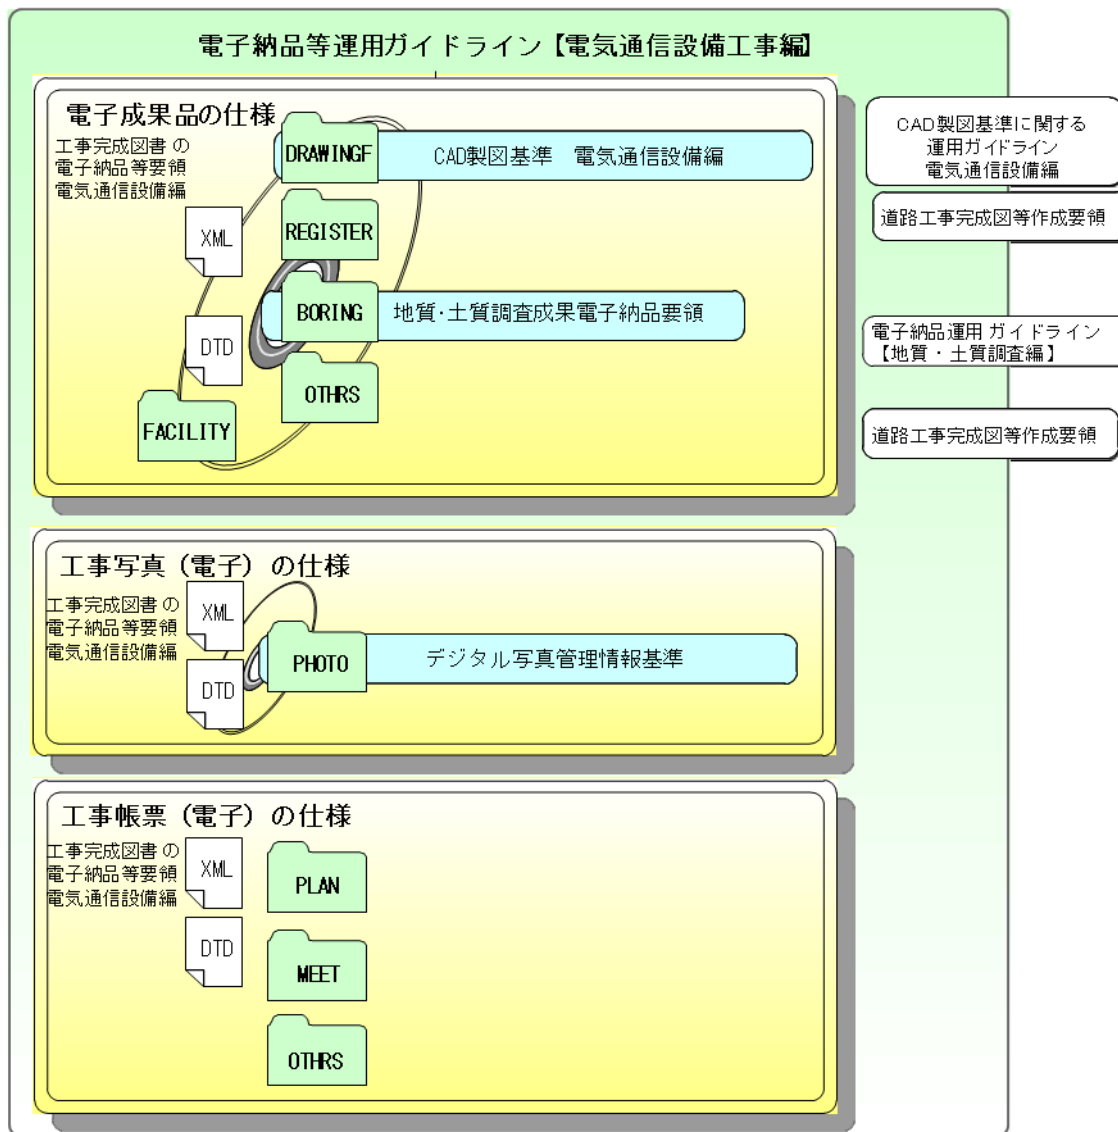 電子納品等運用ガイドライン【電気通信設備工事編】
電子成果品の仕様
工事完成図書の
電子納品等要領
電気通信設備編
XML
DTD
FACILITY
DRAWINGF
CAD製図基準 電気通信設備編
REGISTER
BORING
地質・土質調査成果電子納品要領
OTHRS
CAD製図基準に関する
運用ガイドライン
電気通信設備編
道路工事完成図等作成要領
電子納品運用ガイドライン
【地質・土質調査編】
道路工事完成図等作成要領
工事写真（電子）の仕様
工事完成図書の
電子納品等要領
電気通信設備編
XML
DTD
PHOTO
デジタル写真管理情報基準
工事帳票（電子）の仕様
工事完成図書の
電子納品等要領
電気通信設備編
XML
DTD
PLAN
MEET
OTHRS